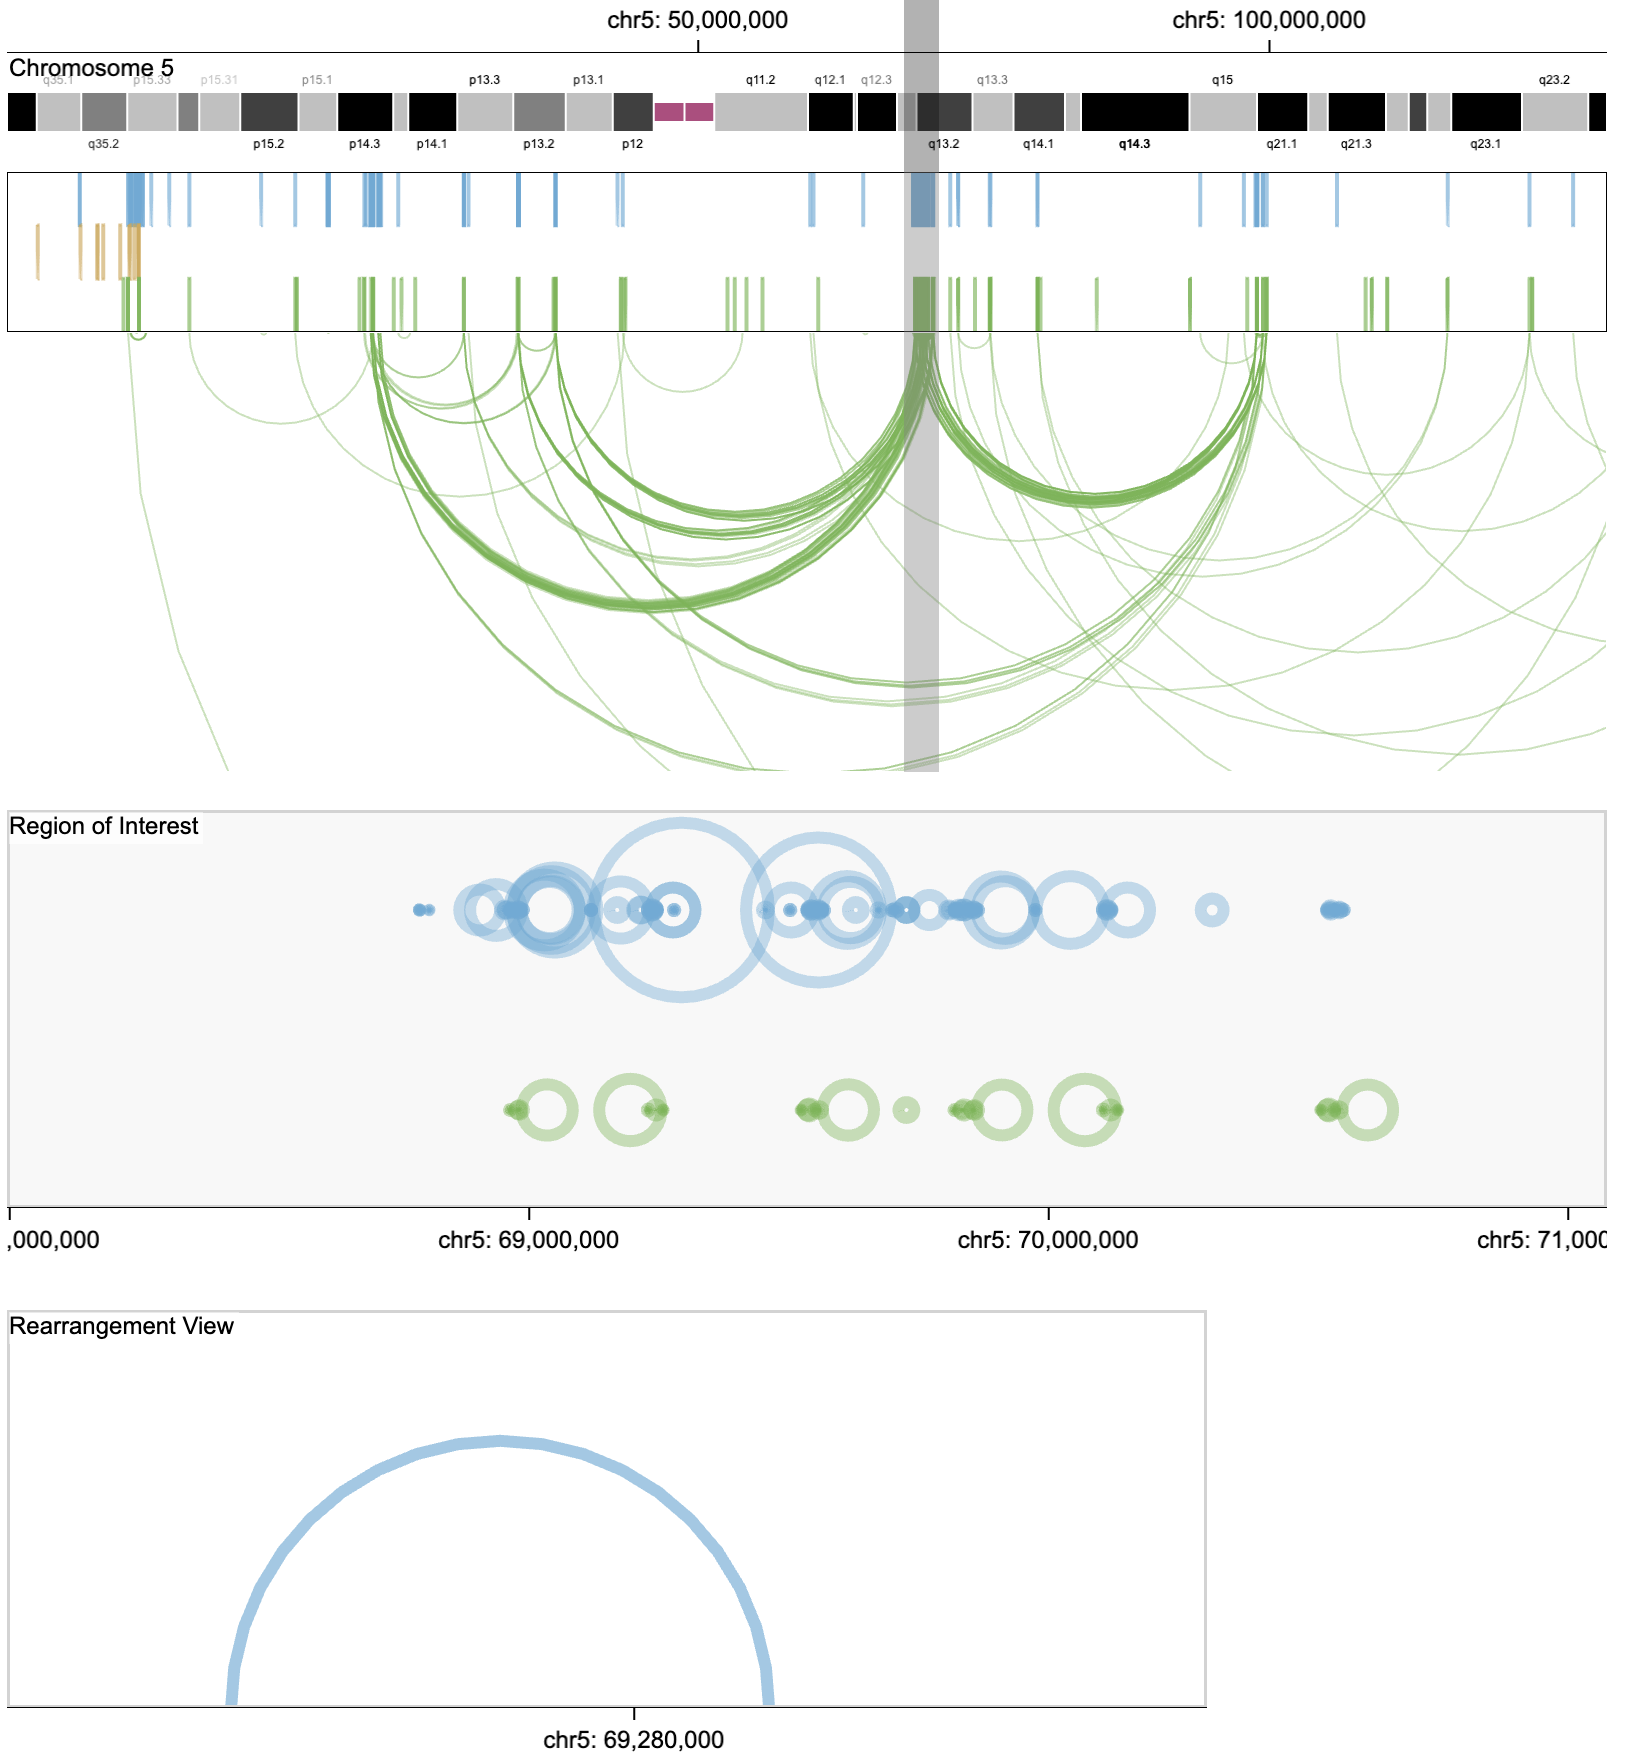 chr5: 50,000,000 chr5: 100,000,000
Chromosome 5
q35.1 p15.33 p15.31 p15.1 p13.3 p13.1 q11.2 q12.1 q12.3 q13.3 q15 q23.2
q35.2 p15.2 p14.3 p14.1 p13.2 p12 q13.2 q14.1 q14.3 q21.1 q21.3 q23.1
Region of Interest
,000,000 chr5: 69,000,000 chr5: 70,000,000 chr5: 71,000
Rearrangement View
chr5: 69,280,000